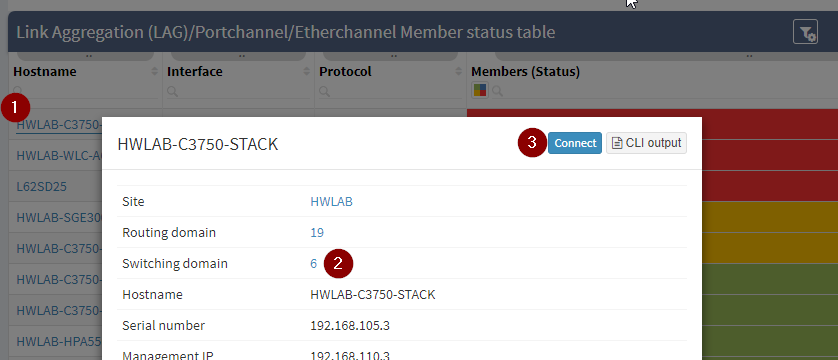 Link Aggregation (LAG)/Portchannel/Etherchannel Member status table
Hostname Interface Protocol Members (Status)
1
HWLAB-C3750-
HWLAB-WLC-A
L62SD25
HWLAB-SGE30
HWLAB-C3750-
HWLAB-C3750-
HWLAB-C3750-
HWLAB-HPA55
HWLAB-C3750-STACK 3 Connect CLI output
Site HWLAB
Routing domain 19
Switching domain 6 2
Hostname HWLAB-C3750-STACK
Serial number 192.168.105.3
Management IP 192.168.110.3